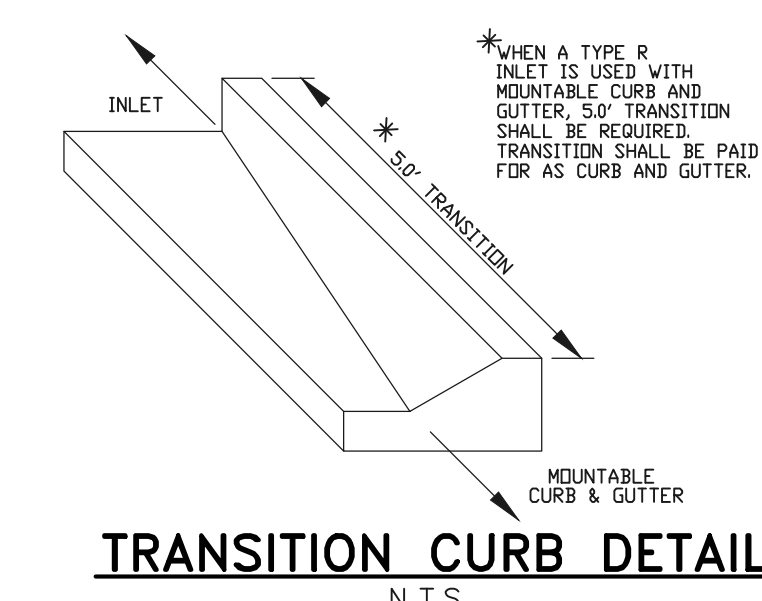 *WHEN A TYPE R
INLET IS USED WITH
MOUNTABLE CURB AND
GUTTER, 5.0' TRANSITION
SHALL BE REQUIRED.
TRANSITION SHALL BE PAID
FOR AS CURB AND GUTTER.
INLET
* 5.0' TRANSITION
MOUNTABLE
CURB & GUTTER
TRANSITION CURB DETAIL
N.T.S.